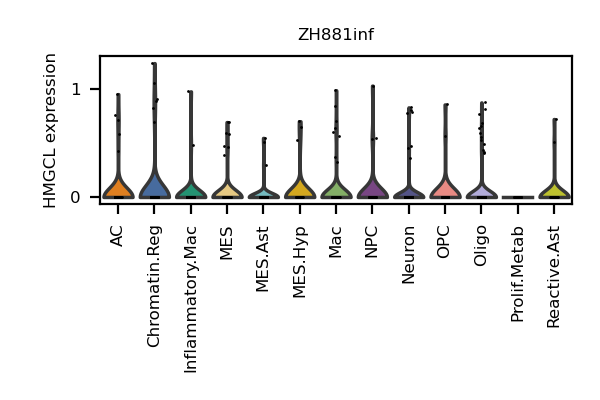 ZH881inf
HMGCL expression
1
0
AC
Chromatin.Reg
Inflammatory.Mac
MES
MES.Ast
MES.Hyp
Mac
NPC
Neuron
OPC
Oligo
Prolif.Metab
Reactive.Ast